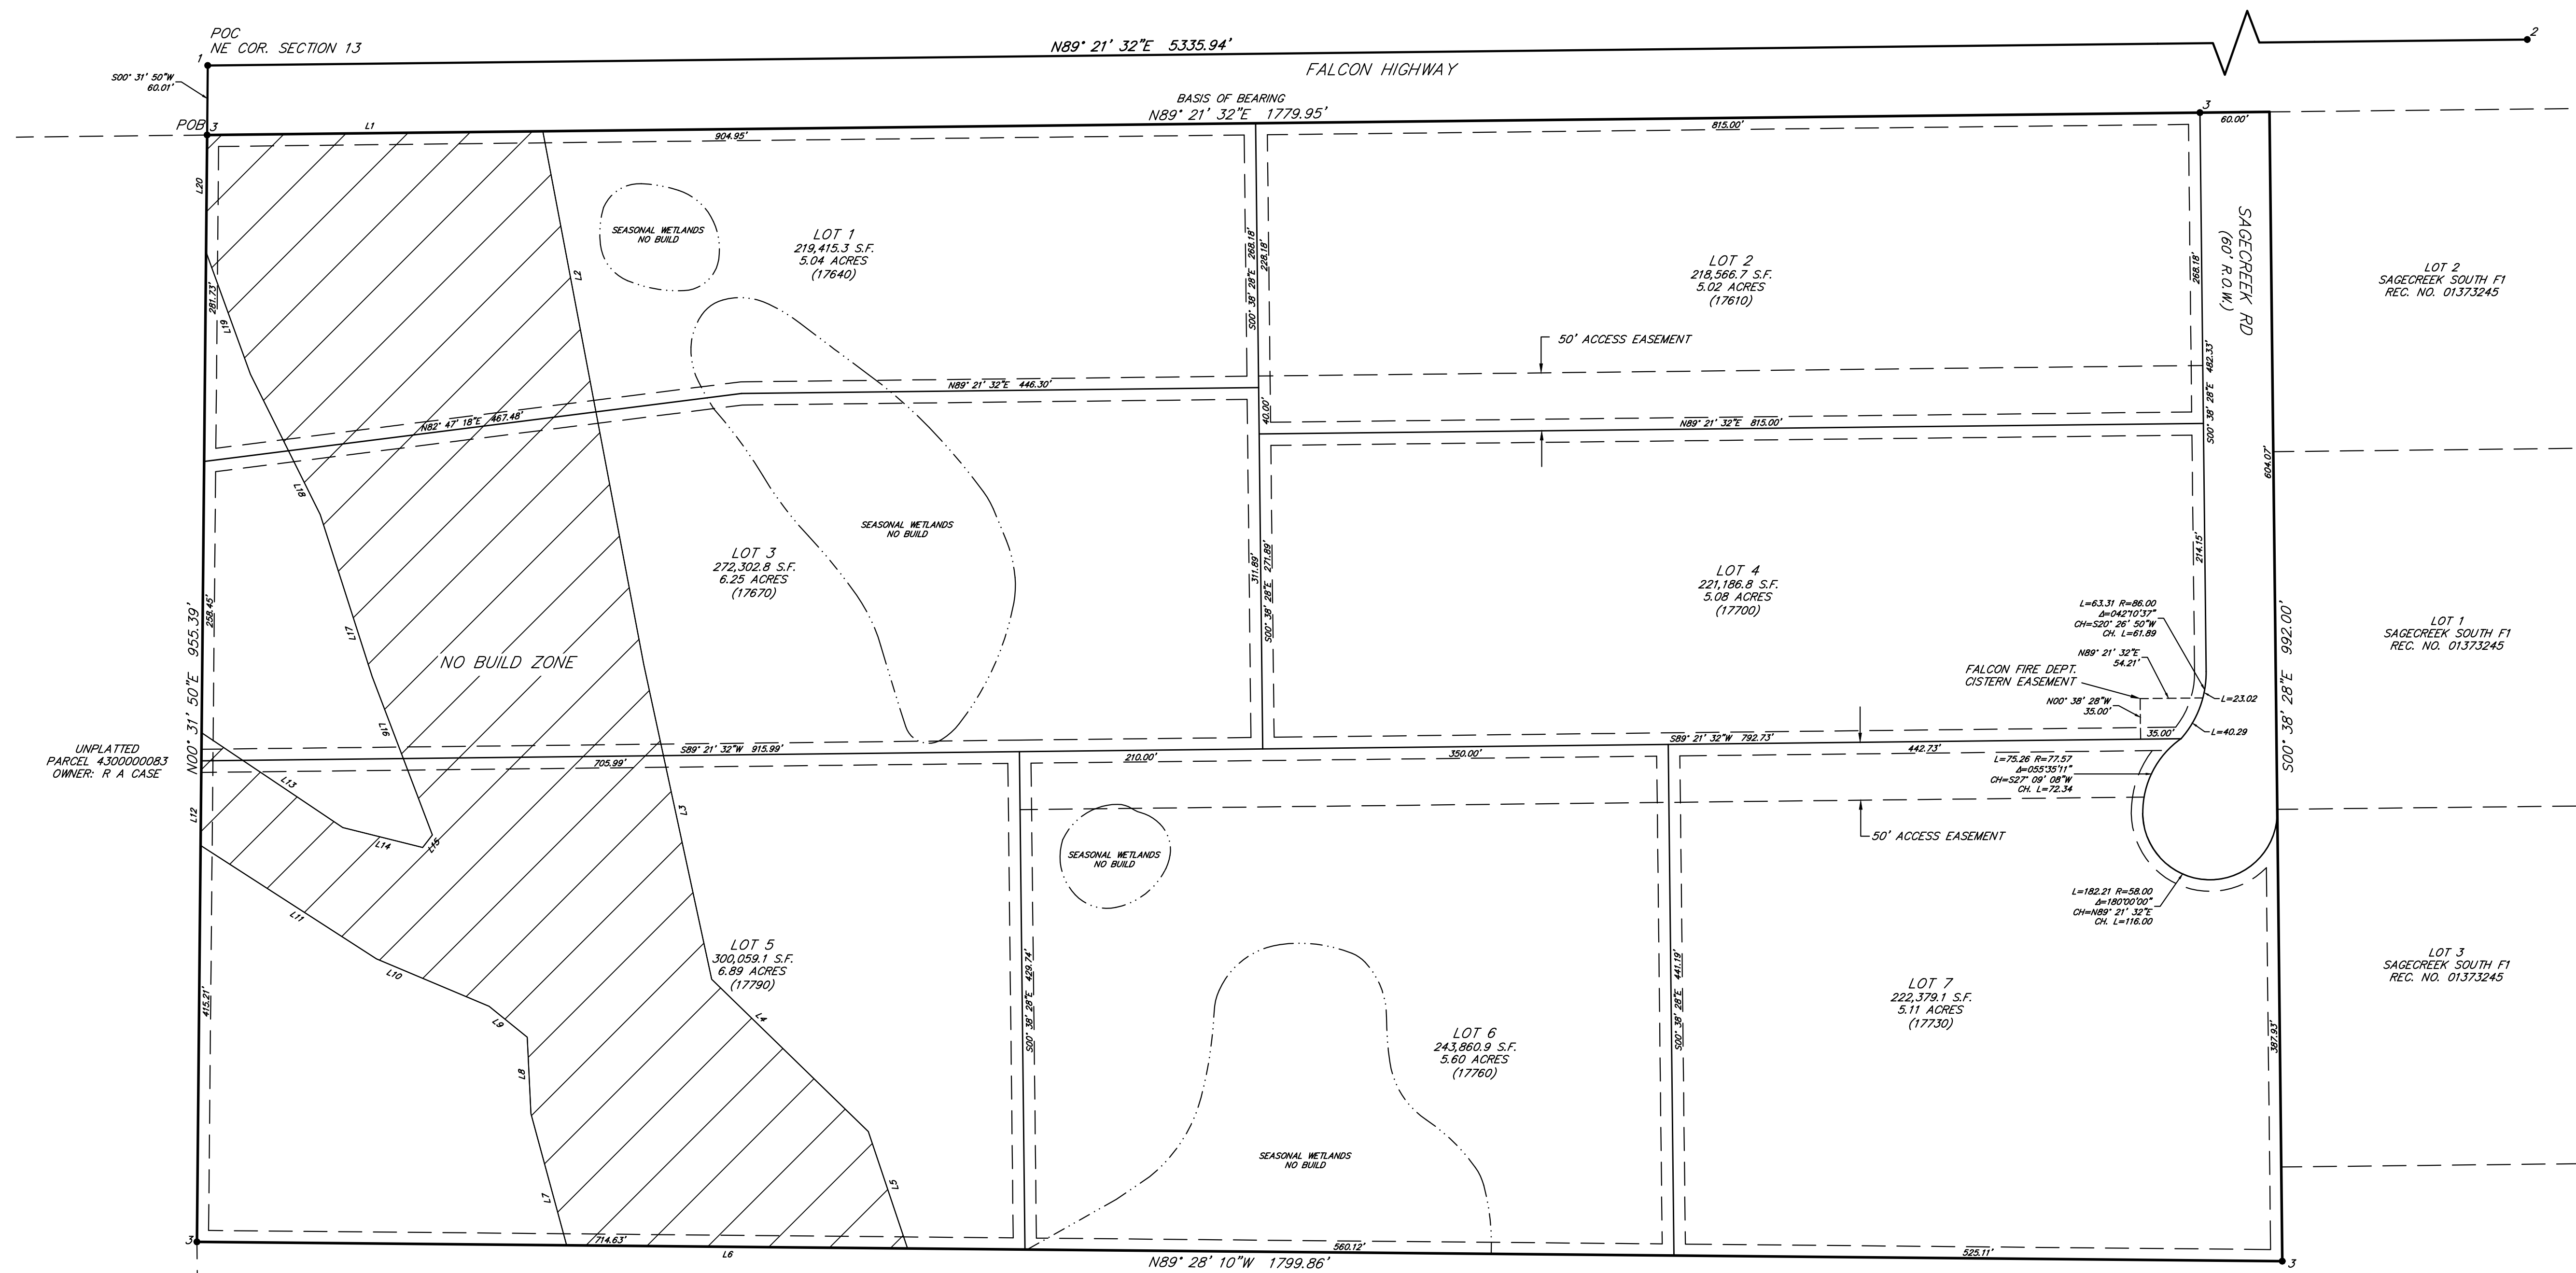 POC
NE COR. SECTION 13
1
N89° 21' 32"E 5335.94'
2
FALCON HIGHWAY
S00° 31' 50"W
60.01'
BASIS OF BEARING
N89° 21' 32"E 1779.95'
POB
3
L1
904.95'
815.00'
3
60.00'
L20
L2
281.73'
L19
SEASONAL WETLANDS
NO BUILD
LOT 1
219,415.3 S.F.
5.04 ACRES
(17640)
S00° 38' 28"E 268.18'
228.18'
LOT 2
218,566.7 S.F.
5.02 ACRES
(17610)
268.18'
SAGECREEK RD
(60' R.O.W.)
LOT 2
SAGECREEK SOUTH F1
REC. NO. 01373245
50' ACCESS EASEMENT
S00° 38' 28"E 482.33'
N82° 47' 18"E 467.48'
N89° 21' 32"E 446.30'
40.00'
N89° 21' 32"E 815.00'
604.07'
L18
SEASONAL WETLANDS
NO BUILD
LOT 3
272,302.8 S.F.
6.25 ACRES
(17670)
311.89'
S00° 38' 28"E 271.89'
LOT 4
221,186.8 S.F.
5.08 ACRES
(17700)
214.15'
258.45'
L17
NO BUILD ZONE
L=63.31 R=86.00
Δ=042°10'37"
CH=S20° 26' 50"W
CH. L=61.89
N89° 21' 32"E
54.21'
FALCON FIRE DEPT.
CISTERN EASEMENT
N00° 38' 28"W
35.00'
L=23.02
L=40.29
35.00'
LOT 1
SAGECREEK SOUTH F1
REC. NO. 01373245
N00° 31' 50"E 955.39'
S00° 38' 28"E 992.00'
UNPLATTED
PARCEL 4300000083
OWNER: R A CASE
L16
S89° 21' 32"W 915.99'
705.99'
210.00'
350.00'
S89° 21' 32"W 792.73'
442.73'
L=75.26 R=77.57
Δ=055°35'11"
CH=S27° 09' 08"W
CH. L=72.34
L13
L12
L3
L14
L15
50' ACCESS EASEMENT
SEASONAL WETLANDS
NO BUILD
L=182.21 R=58.00
Δ=180°00'00"
CH=N89° 21' 32"E
CH. L=116.00
L11
L10
LOT 5
300,059.1 S.F.
6.89 ACRES
(17790)
S00° 38' 28"E 429.74'
S00° 38' 28"E 441.19'
LOT 3
SAGECREEK SOUTH F1
REC. NO. 01373245
415.21'
L9
L4
L8
LOT 6
243,860.9 S.F.
5.60 ACRES
(17760)
LOT 7
222,379.1 S.F.
5.11 ACRES
(17730)
387.93'
SEASONAL WETLANDS
NO BUILD
L7
L5
3
714.63'
L6
560.12'
525.11'
N89° 28' 10"W 1799.86'
3